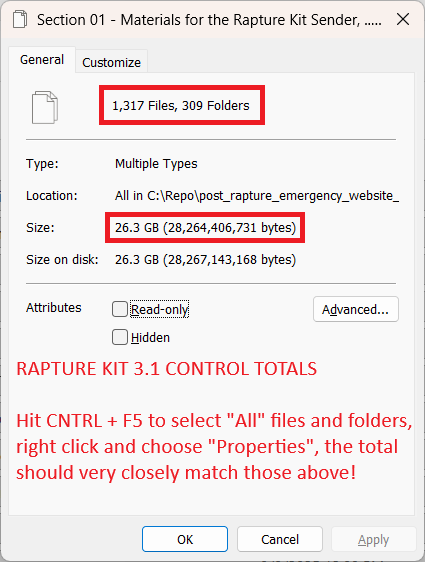 Section 01 - Materials for the Rapture Kit Sender, .....
General
Customize
1,317 Files, 309 Folders
Type: Multiple Types
Location: All in C:\Repo\post_rapture_emergency_website_
Size: 26.3 GB (28,264,406,731 bytes)
Size on disk: 26.3 GB (28,267,143,168 bytes)
Attributes
Read-only
Advanced...
Hidden
RAPTURE KIT 3.1 CONTROL TOTALS
Hit CNTRL + F5 to select "All" files and folders,
right click and choose "Properties", the total
should very closely match those above!
OK
Cancel
Apply